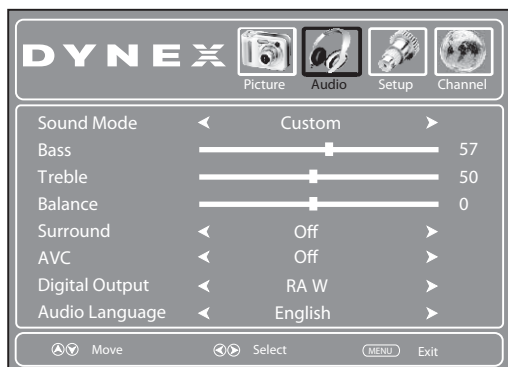 DYNEX
Picture Audio Setup Channel
Sound Mode Custom
Bass 57
Treble 50
Balance 0
Surround Off
AVC Off
Digital Output RA W
Audio Language English
Move Select MENU Exit